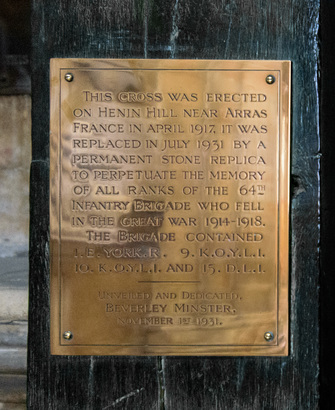 THIS CROSS WAS ERECTED
ON HENIN HILL NEAR ARRAS
FRANCE IN APRIL 1917. IT WAS
REPLACED IN JULY 1931 BY A
PERMANENT STONE REPLICA
TO PERPETUATE THE MEMORY
OF ALL RANKS OF THE 64TH
INFANTRY BRIGADE WHO FELL
IN THE GREAT WAR 1914-1918.
THE BRIGADE CONTAINED
1. E. YORK. R. 9. K.O.Y.L.I.
10. K.O.Y.L.I. AND 15. D.L.I.
UNVEILED AND DEDICATED,
BEVERLEY MINSTER,
NOVEMBER 1ST 1931.